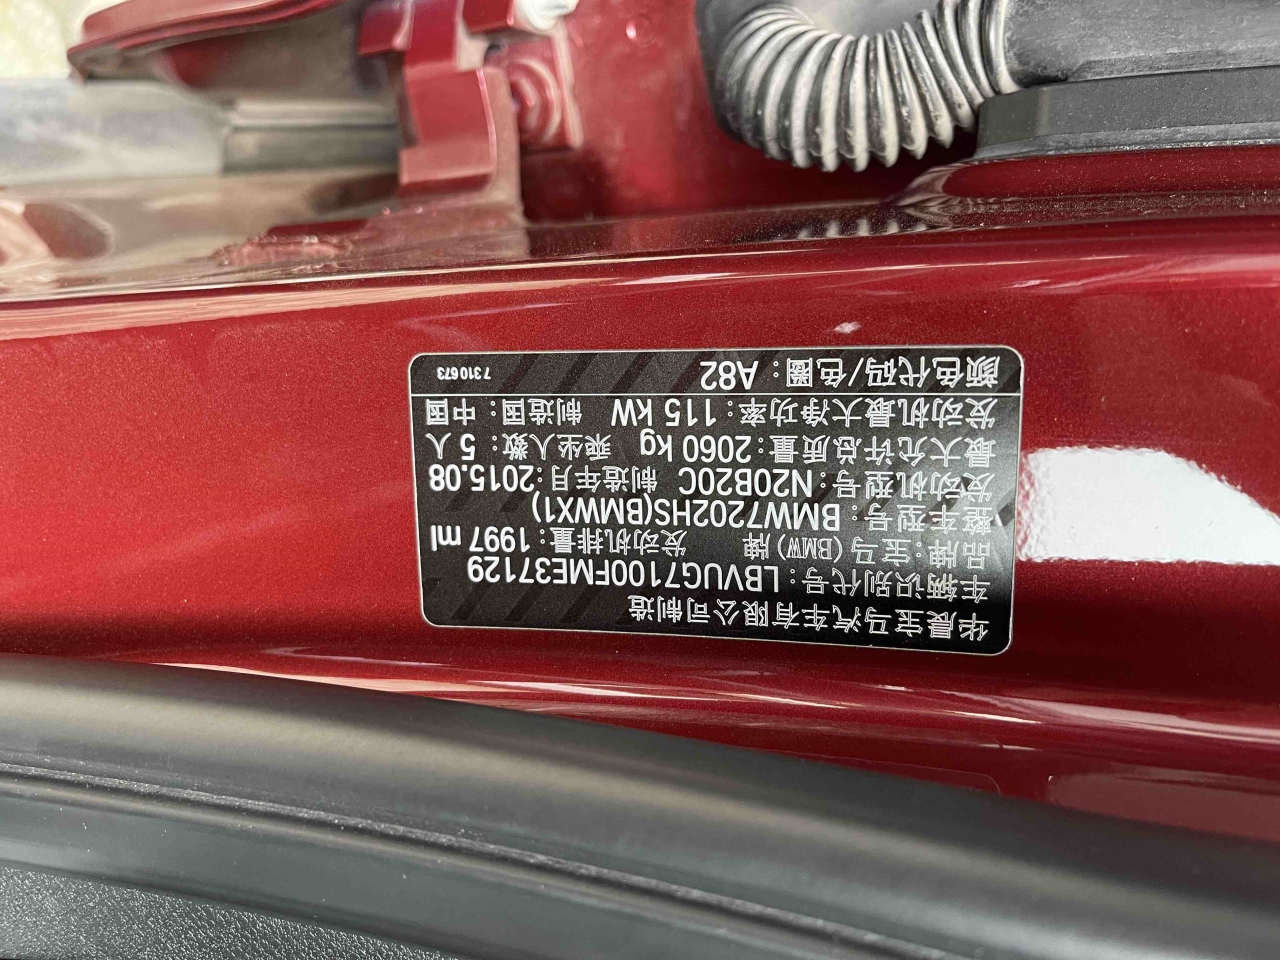 华晨宝马汽车有限公司制造
车辆识别代号：LBVUG7100FME37129
品牌：宝马(BMW)牌 发动机排量：1997 ml
整车型号：BMW7202HS(BMWX1)
发动机型号：N20B20C 制造年月：2015.08
最大允许总质量：2060 kg 乘坐人数：5 人
发动机最大净功率：115 kW 制造国：中国
颜色代码/色圈：A82 7 310 673